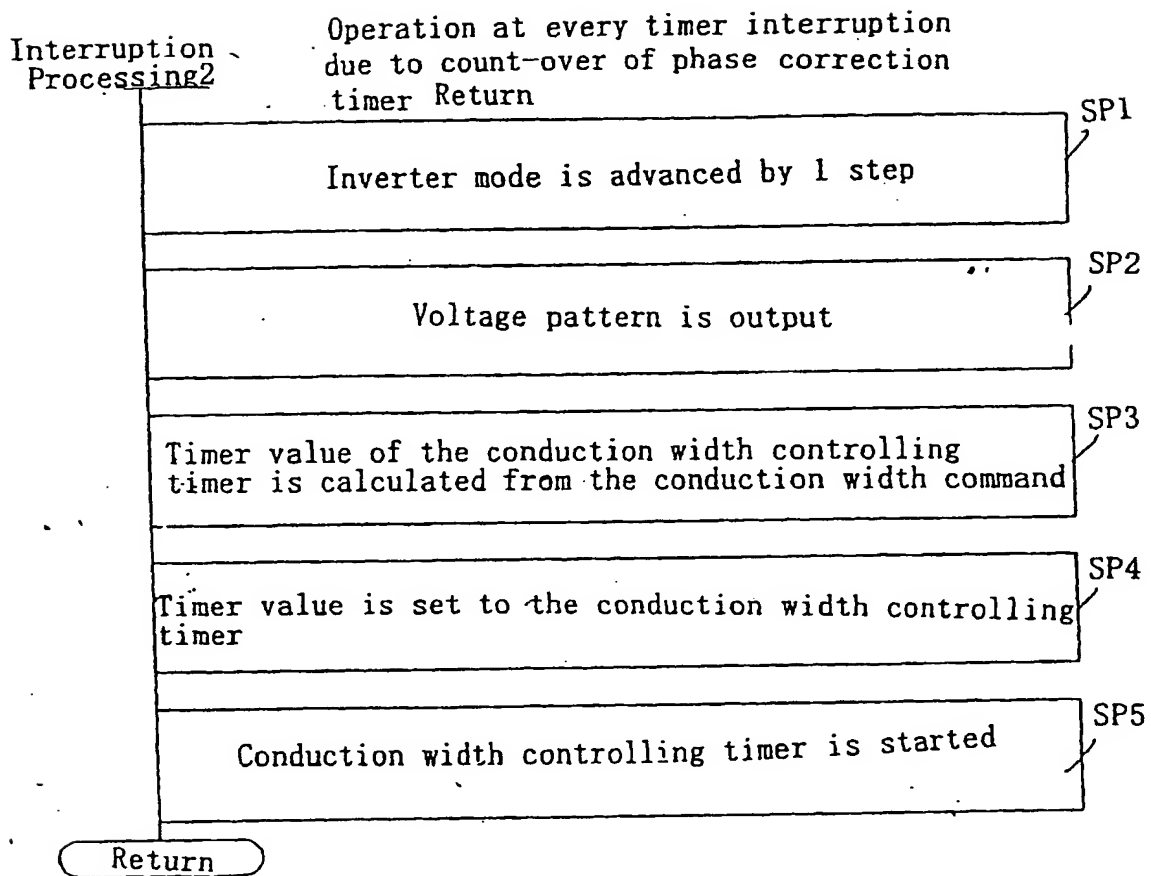 Interruption
Processing2
Operation at every timer interruption
due to count-over of phase correction
timer Return
SP1
Inverter mode is advanced by 1 step
SP2
Voltage pattern is output
SP3
Timer value of the conduction width controlling
timer is calculated from the conduction width command
SP4
Timer value is set to the conduction width controlling
timer
SP5
Conduction width controlling timer is started
Return